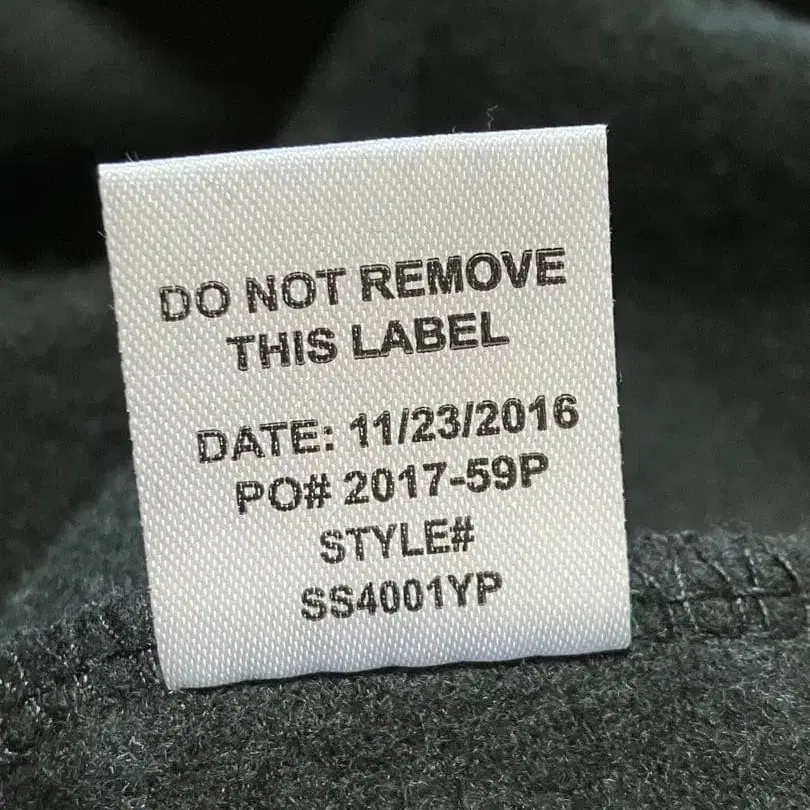 DO NOT REMOVE
THIS LABEL
DATE: 11/23/2016
PO# 2017-59P
STYLE#
SS4001YP